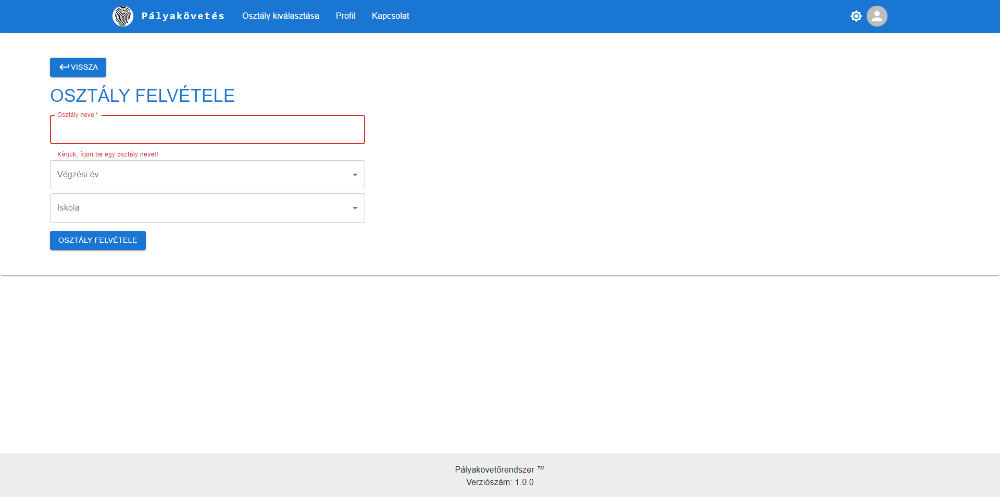 Pályakövetés
Osztály kiválasztása
Profil
Kapcsolat
VISSZA
OSZTÁLY FELVÉTELE
Osztály neve *
Kérjük, írjon be egy osztály nevet!
Végzési év
Iskola
OSZTÁLY FELVÉTELE
Pályakövetőrendszer ™
Verziószám: 1.0.0